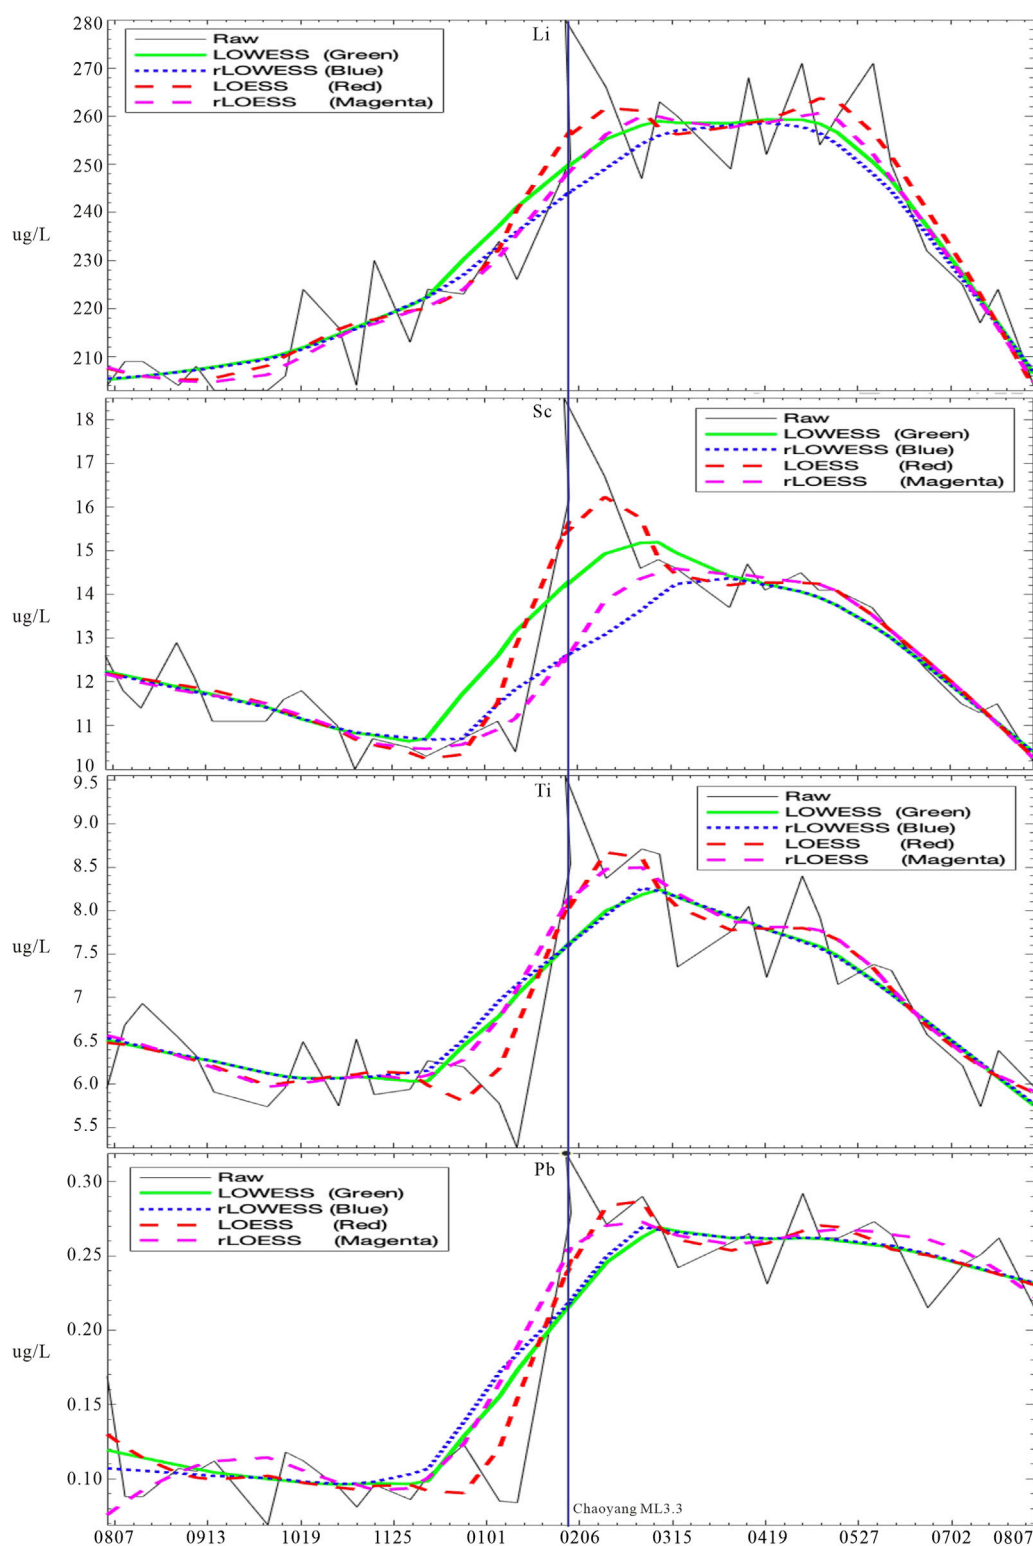 Li
Raw
LOWESS (Green)
rLOWESS (Blue)
LOESS (Red)
rLOESS (Magenta)
280
270
260
250
240
230
220
210
ug/L
Sc
Raw
LOWESS (Green)
rLOWESS (Blue)
LOESS (Red)
rLOESS (Magenta)
18
17
16
15
14
13
12
11
10
ug/L
Ti
Raw
LOWESS (Green)
rLOWESS (Blue)
LOESS (Red)
rLOESS (Magenta)
9.5
9.0
8.5
8.0
7.5
7
6.5
6.0
5.5
ug/L
Pb
Raw
LOWESS (Green)
rLOWESS (Blue)
LOESS (Red)
rLOESS (Magenta)
0.30
0.25
0.20
0.15
0.10
ug/L
Chaoyang ML3.3
0807 0913 1019 1125 0101 0206 0315 0419 0527 0702 0807